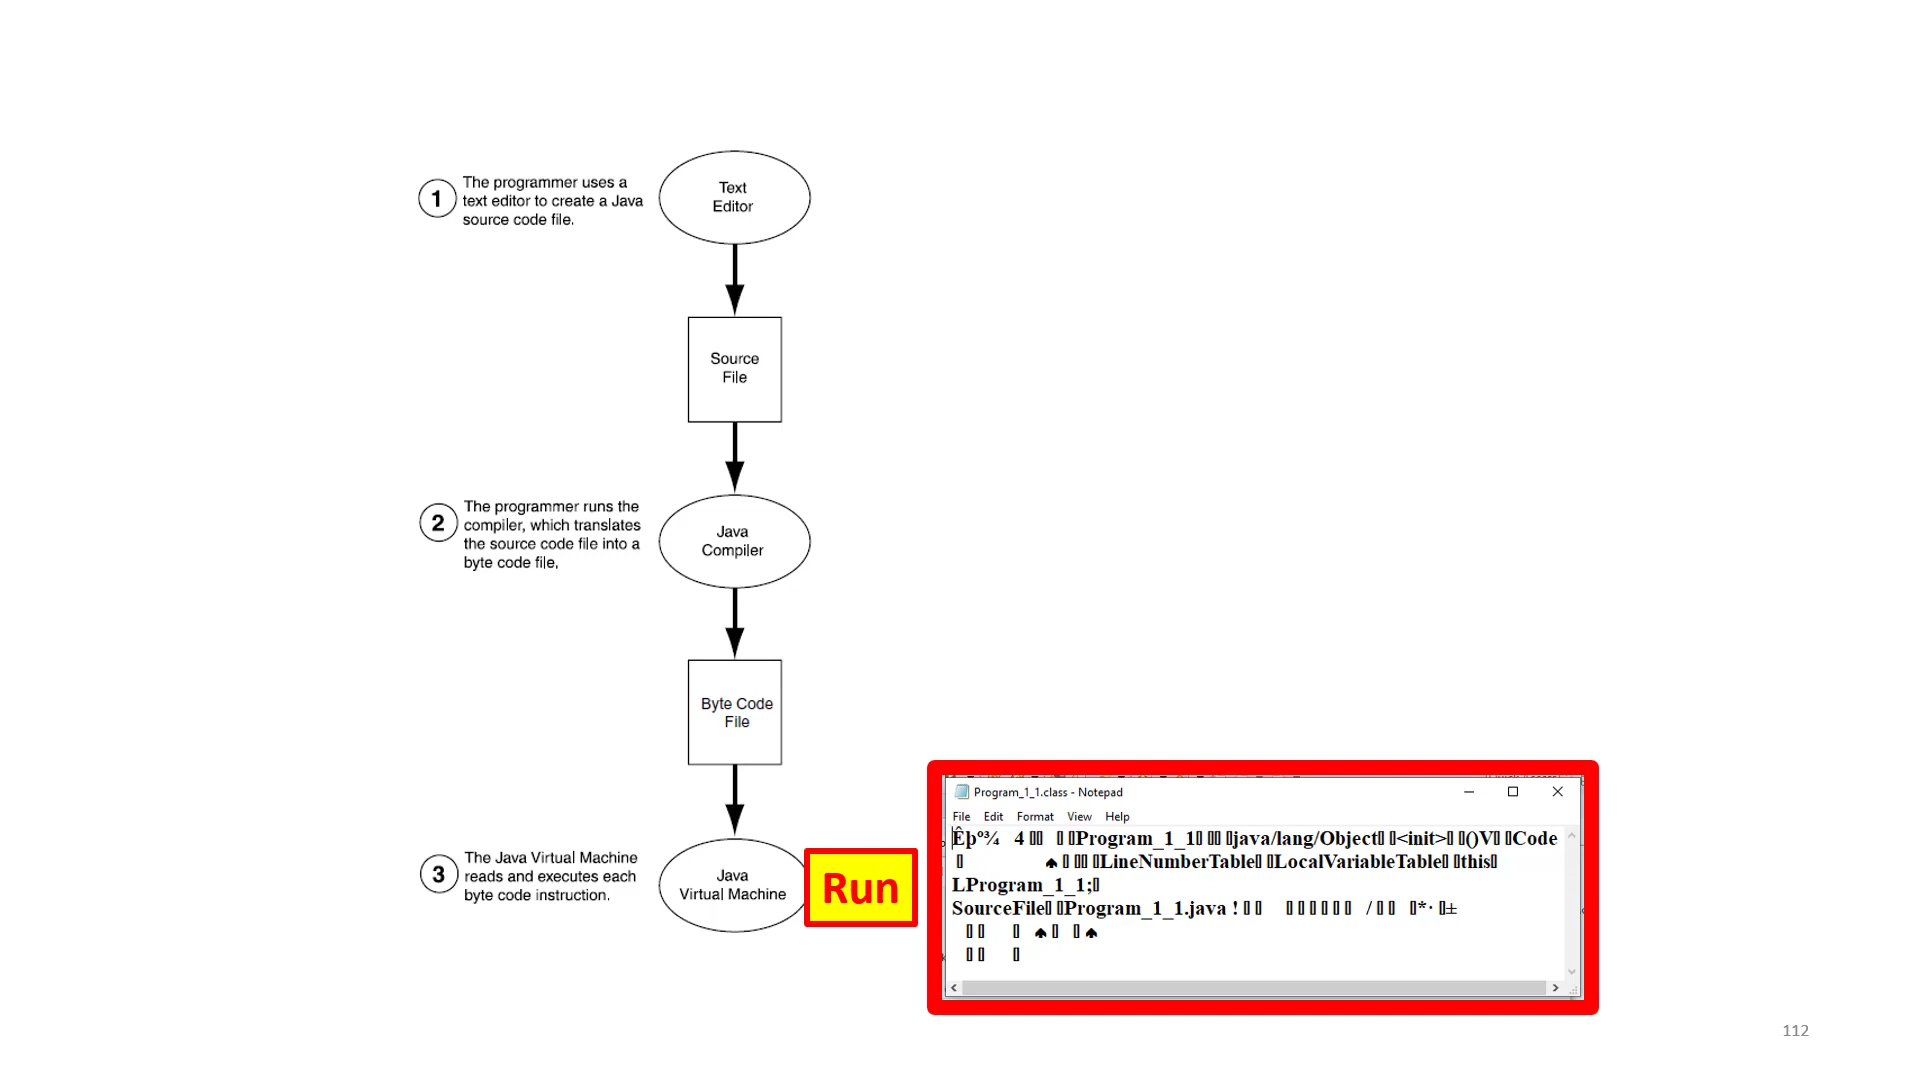 1
The programmer uses a
text editor to create a Java
source code file.
Text
Editor
Source
File
2
The programmer runs the
compiler, which translates
the source code file into a
byte code file,
Java
Compiler
Byte Code
File
3
The Java Virtual Machine
reads and executes each
byte code instruction.
Java
Virtual Machine
Run
Program_1_1.class - Notepad
File Edit Format View Help
Êþº¾ 4 Program_1_1 java/lang/Object <init> ()V Code
♠ LineNumberTable LocalVariableTable this
LProgram_1_1;
SourceFile Program_1_1.java ! / *· ±
♠ ♠
112